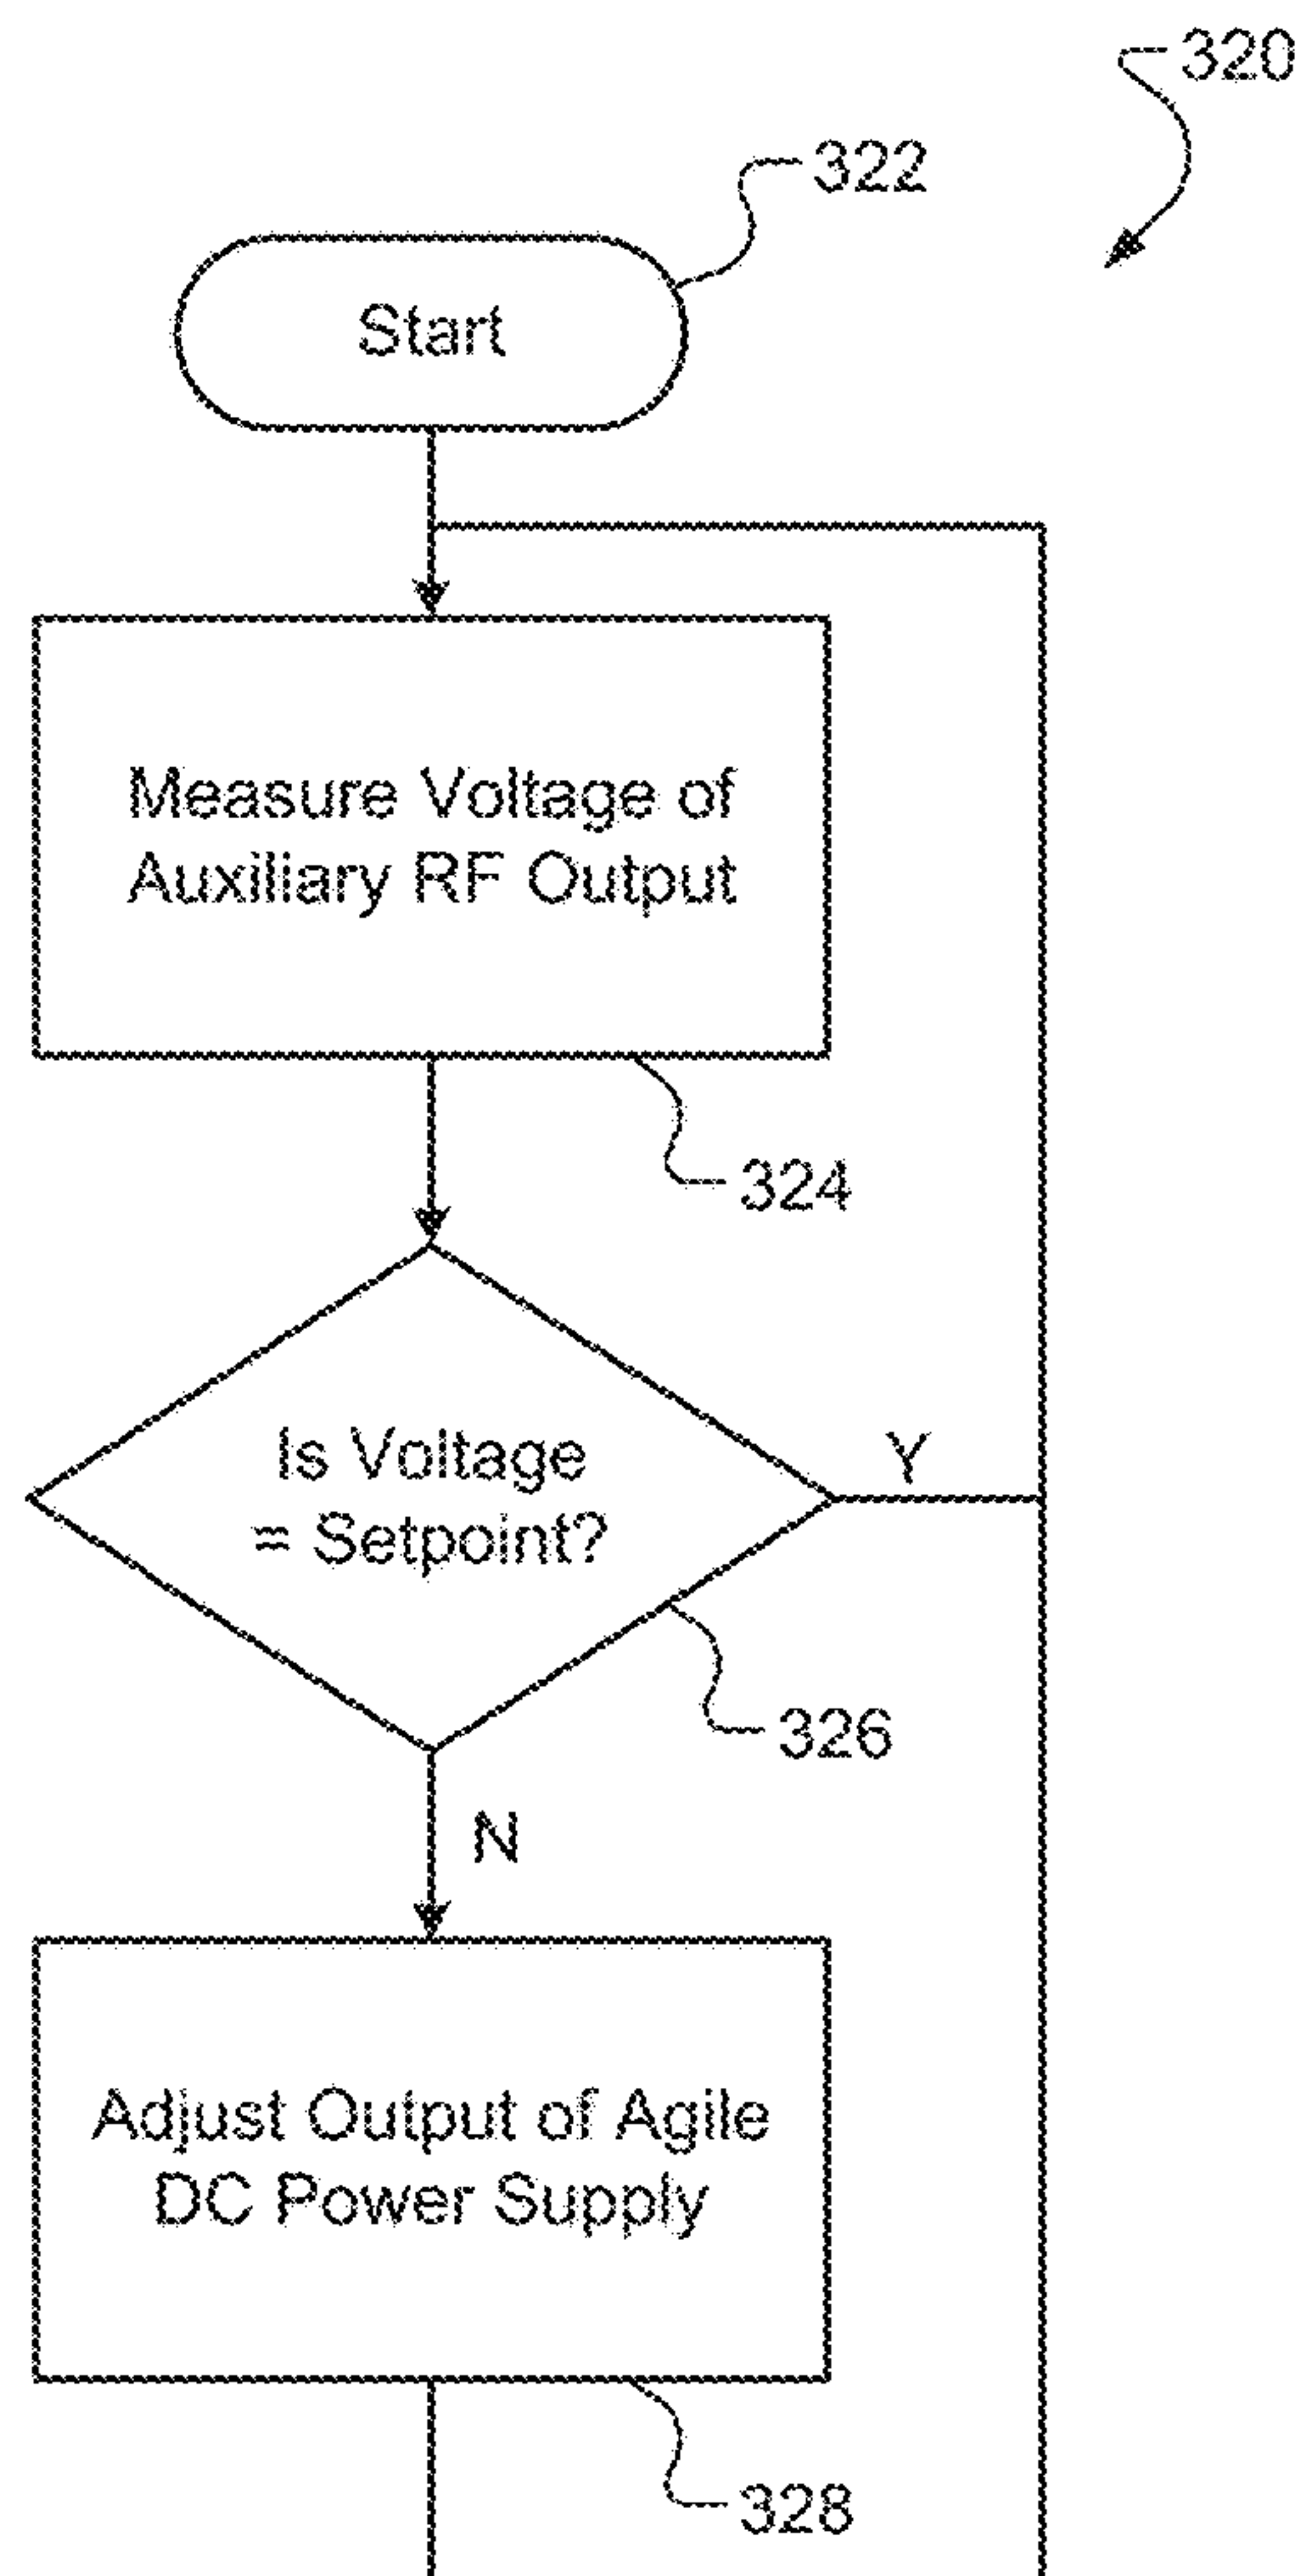 320
322
Start
Measure Voltage of
Auxiliary RF Output
324
Is Voltage
= Setpoint?
Y
326
N
Adjust Output of Agile
DC Power Supply
328